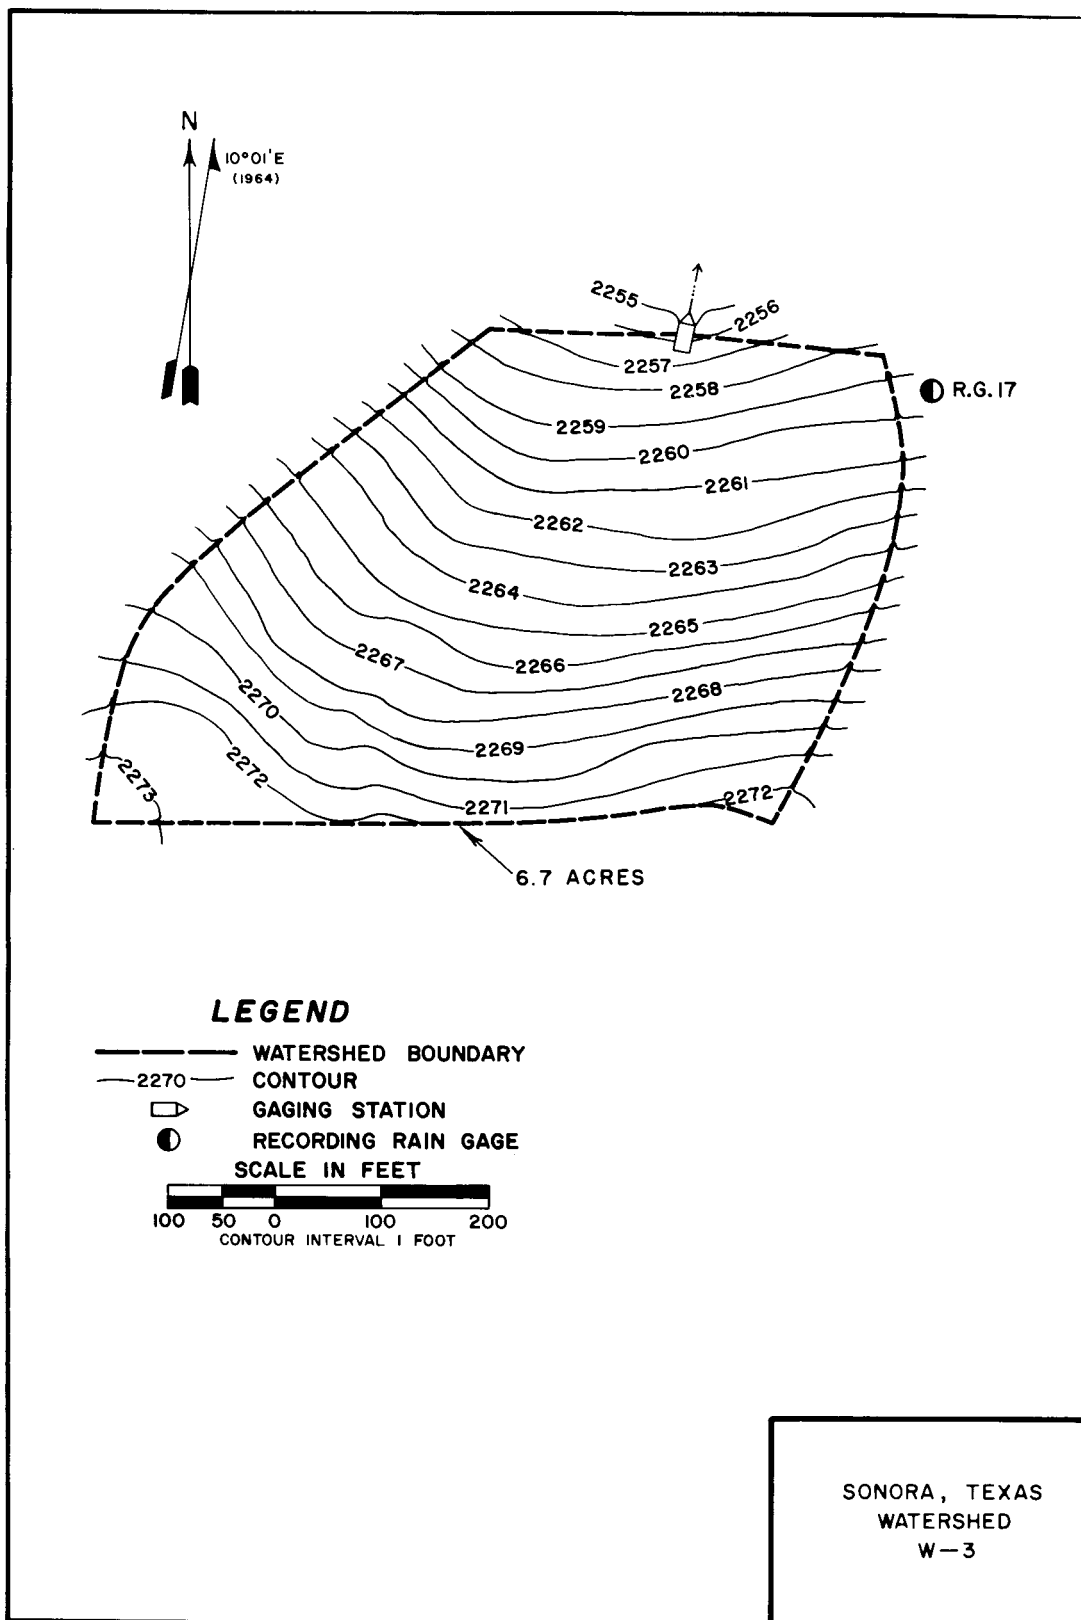 N
10°01'E
(1964)
2255
2256
2257
2258
R.G. 17
2259
2260
2261
2262
2263
2264
2265
2266
2267
2268
2270
2269
2272
2273
2271
2272
6.7 ACRES
LEGEND
WATERSHED BOUNDARY
2270 CONTOUR
GAGING STATION
RECORDING RAIN GAGE
SCALE IN FEET
100 50 0 100 200
CONTOUR INTERVAL 1 FOOT
SONORA, TEXAS
WATERSHED
W-3